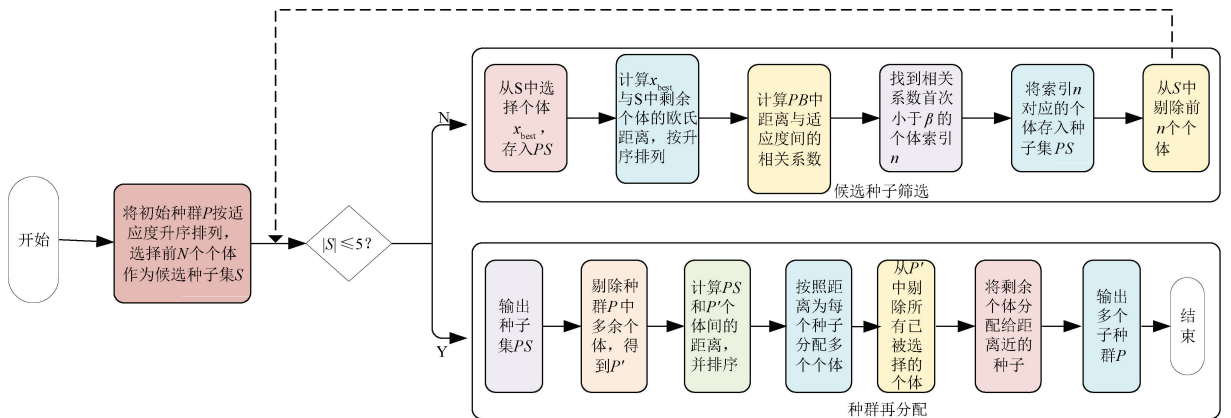 开始
将初始种群P按适
应度升序排列，
选择前N个个体
作为候选种子集S
|S|≤5?
N
从S中选
择个体
x_best，
存入PS
计算x_best
与S中剩余
个体的欧氏
距离，按升
序排列
计算PB中
距离与适
应度间的
相关系数
找到相关
系数首次
小于β的
个体索引
n
将索引n
对应的个
体存入种
子集PS
从S中
剔除前
n个个
体
候选种子筛选
Y
输出
种子
集PS
剔除种
群P中
多余个
体，得
到P′
计算PS
和P′个
体间的
距离，
并排序
按照距
离为每
个种子
分配多
个个体
从P′
中剔
除所
有已
被选
择的
个体
将剩余
个体分
配给距
离近的
种子
输出
多个
子种
群P
结
束
种群再分配